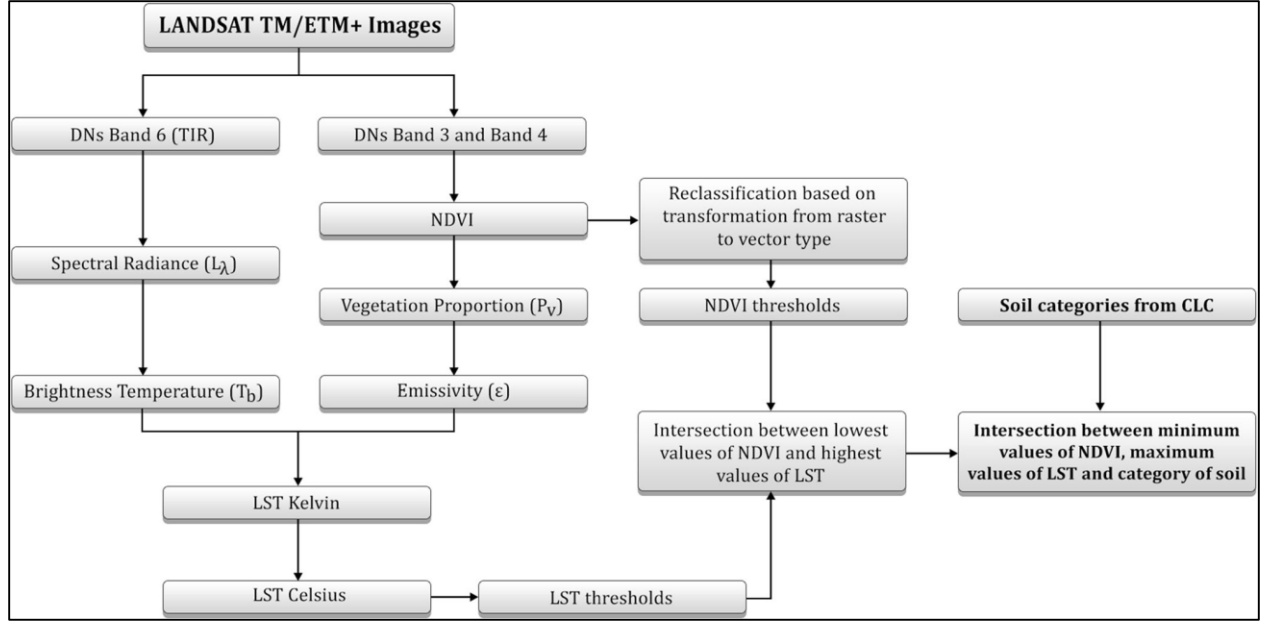 LANDSAT TM/ETM+ Images
DNs Band 6 (TIR)
DNs Band 3 and Band 4
NDVI
Reclassification based on
transformation from raster
to vector type
Spectral Radiance (Lλ)
Vegetation Proportion (Pv)
NDVI thresholds
Soil categories from CLC
Brightness Temperature (Tb)
Emissivity (ε)
Intersection between lowest
values of NDVI and highest
values of LST
Intersection between minimum
values of NDVI, maximum
values of LST and category of soil
LST Kelvin
LST Celsius
LST thresholds